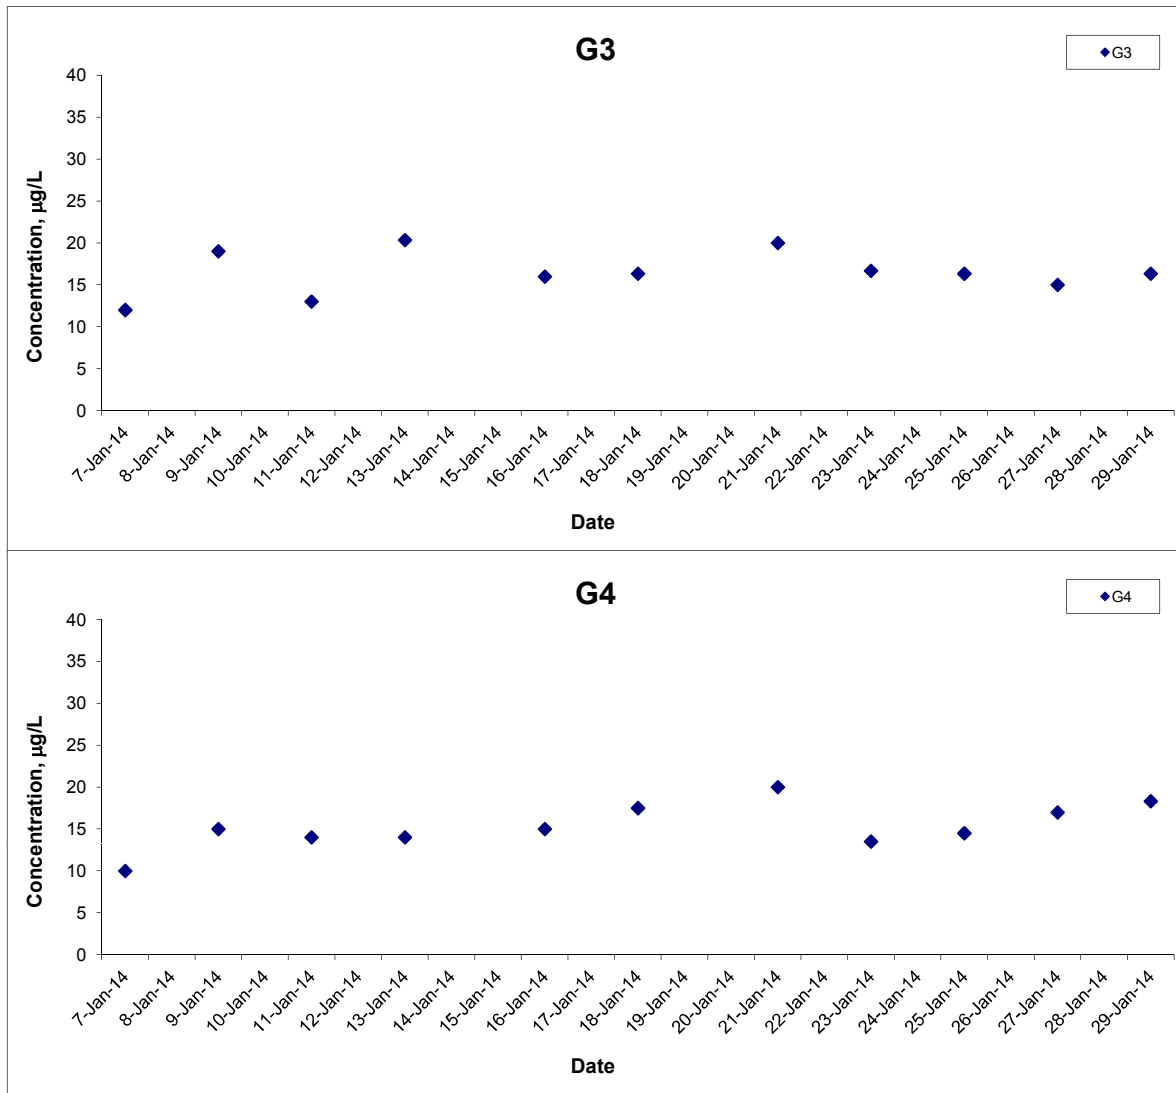 G3
G3
40
35
30
25
20
15
10
5
0
Concentration, µg/L
7-Jan-14
8-Jan-14
9-Jan-14
10-Jan-14
11-Jan-14
12-Jan-14
13-Jan-14
14-Jan-14
15-Jan-14
16-Jan-14
17-Jan-14
18-Jan-14
19-Jan-14
20-Jan-14
21-Jan-14
22-Jan-14
23-Jan-14
24-Jan-14
25-Jan-14
26-Jan-14
27-Jan-14
28-Jan-14
29-Jan-14
Date
G4
G4
40
35
30
25
20
15
10
5
0
Concentration, µg/L
7-Jan-14
8-Jan-14
9-Jan-14
10-Jan-14
11-Jan-14
12-Jan-14
13-Jan-14
14-Jan-14
15-Jan-14
16-Jan-14
17-Jan-14
18-Jan-14
19-Jan-14
20-Jan-14
21-Jan-14
22-Jan-14
23-Jan-14
24-Jan-14
25-Jan-14
26-Jan-14
27-Jan-14
28-Jan-14
29-Jan-14
Date